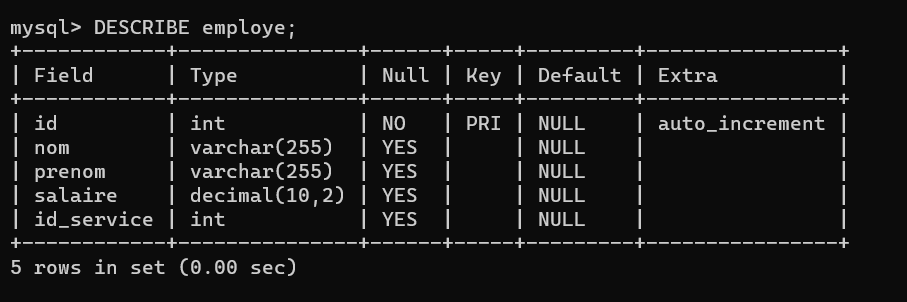 mysql> DESCRIBE employe;
+------------+---------------+------+-----+---------+----------------+
| Field      | Type          | Null | Key | Default | Extra          |
+------------+---------------+------+-----+---------+----------------+
| id         | int           | NO   | PRI | NULL    | auto_increment |
| nom        | varchar(255)  | YES  |     | NULL    |                |
| prenom     | varchar(255)  | YES  |     | NULL    |                |
| salaire    | decimal(10,2) | YES  |     | NULL    |                |
| id_service | int           | YES  |     | NULL    |                |
+------------+---------------+------+-----+---------+----------------+
5 rows in set (0.00 sec)